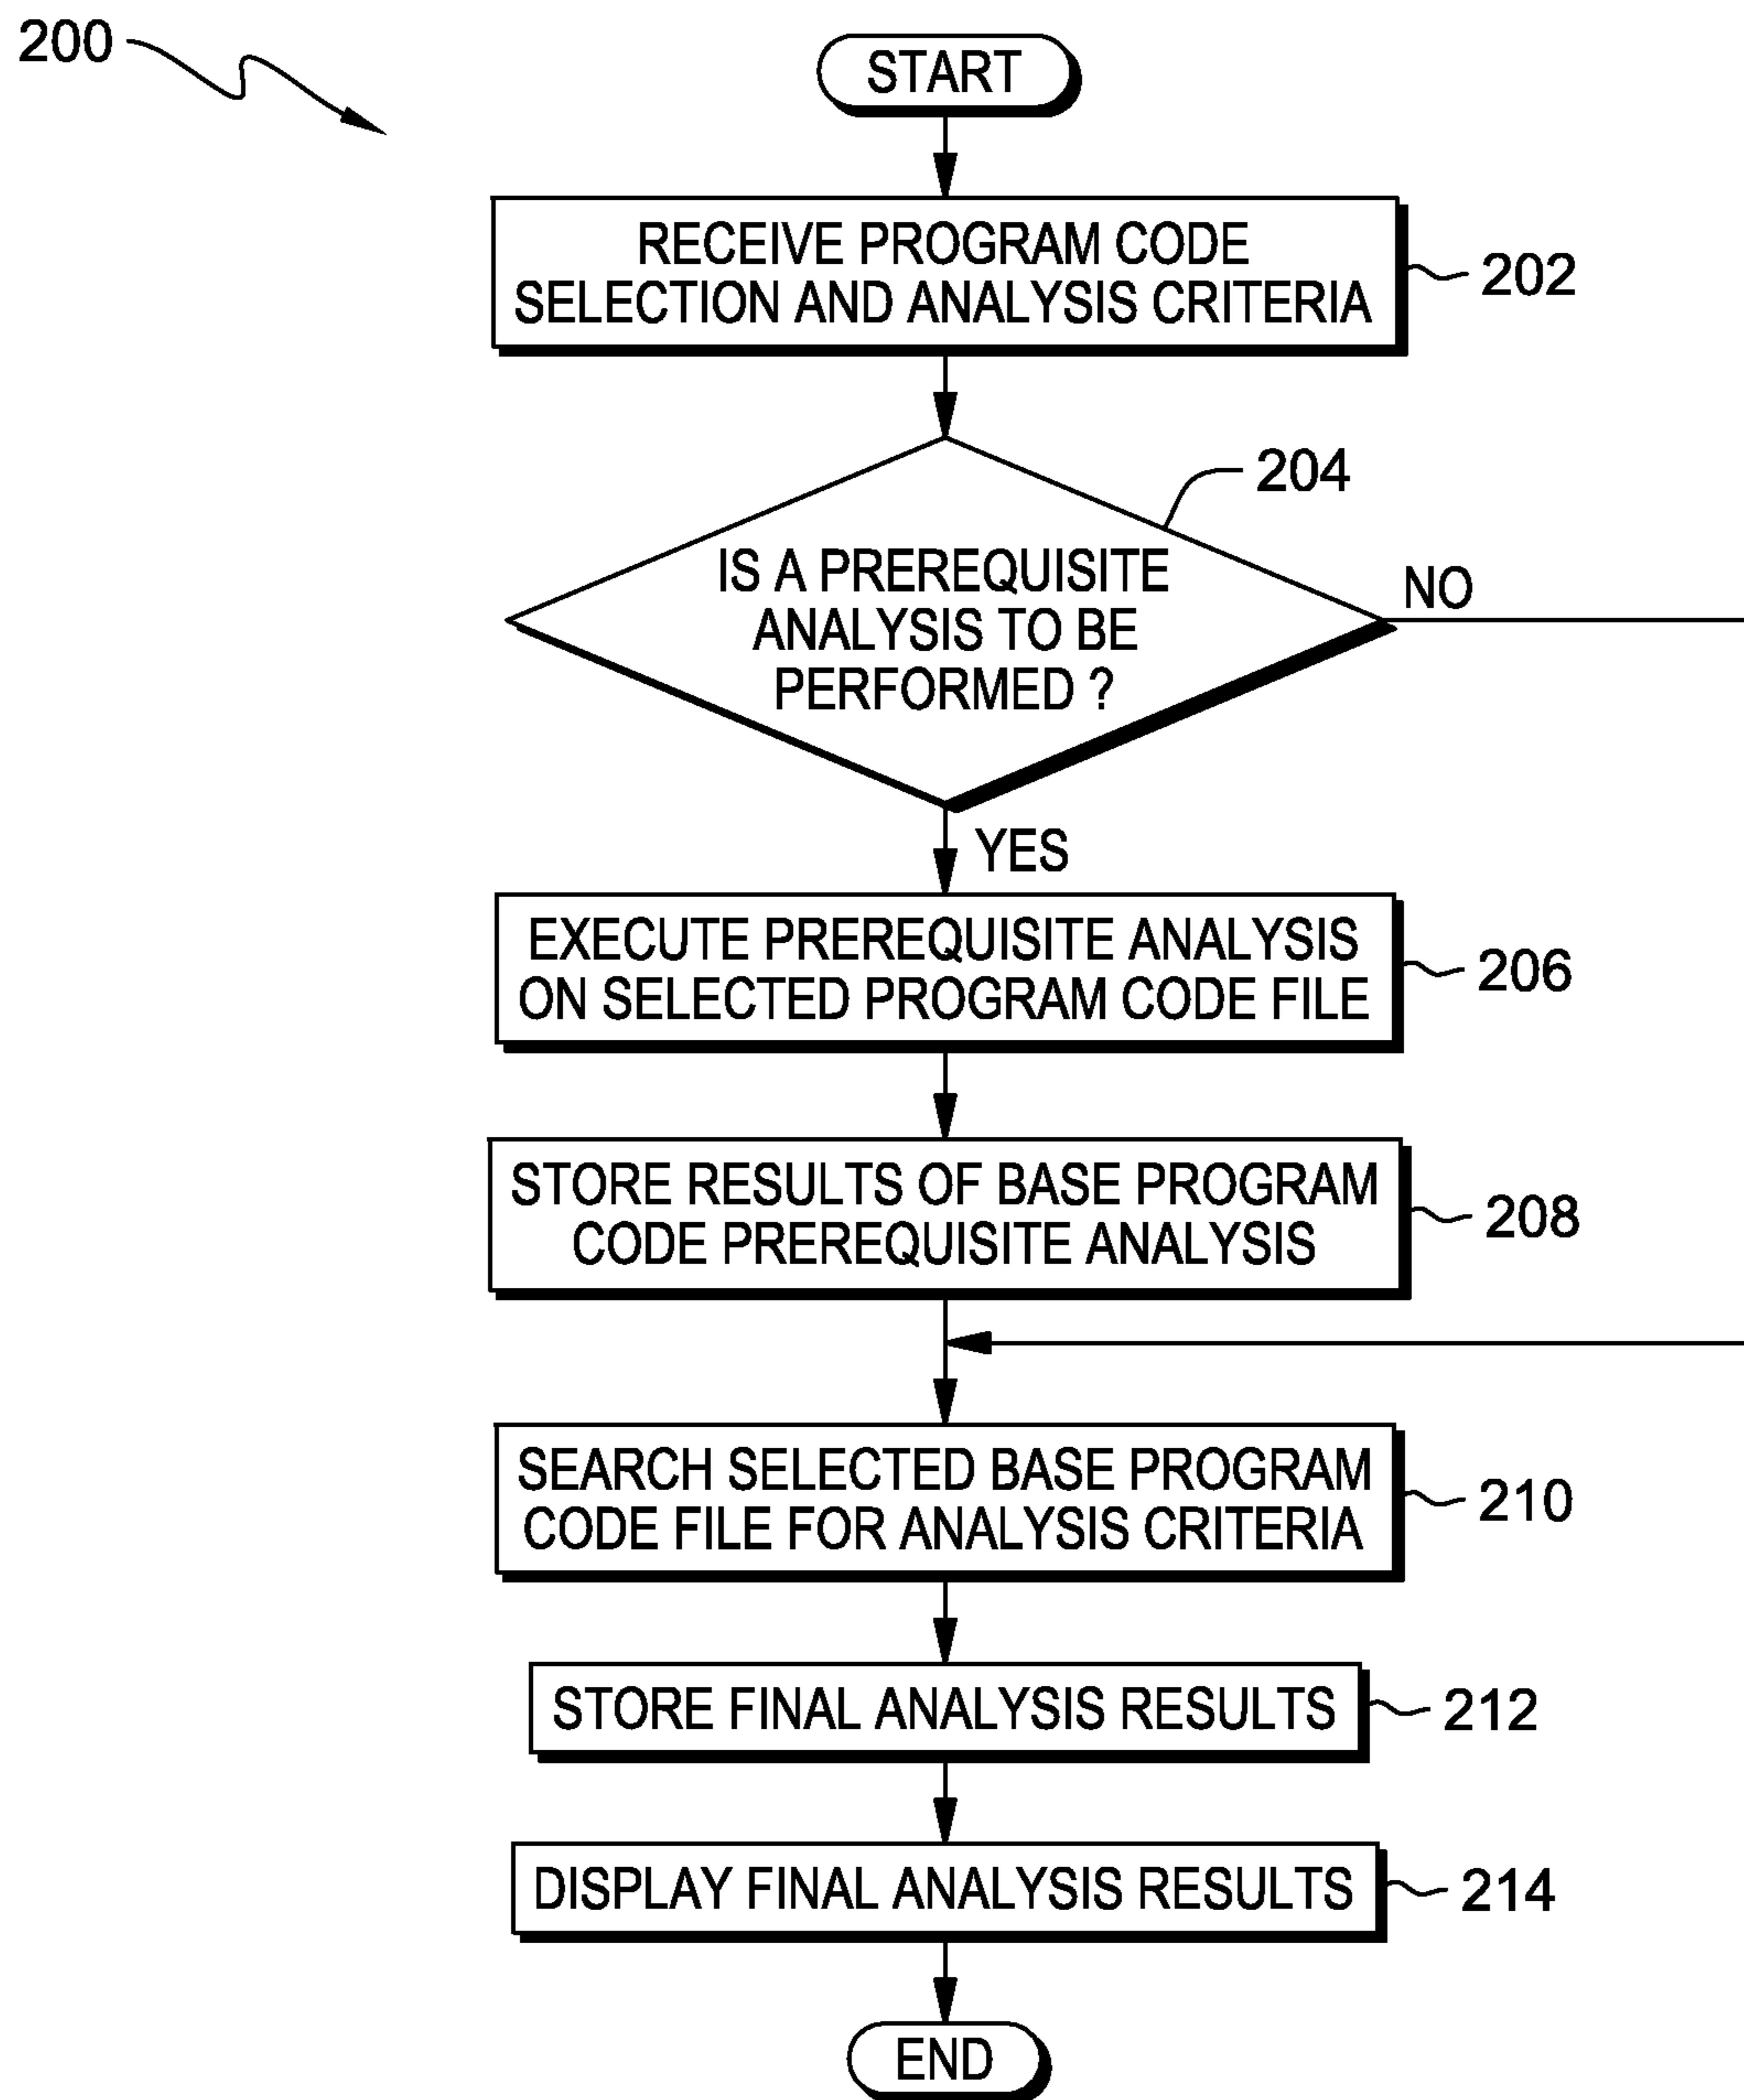 200
START
RECEIVE PROGRAM CODE
SELECTION AND ANALYSIS CRITERIA
202
204
IS A PREREQUISITE
ANALYSIS TO BE
PERFORMED ?
NO
YES
EXECUTE PREREQUISITE ANALYSIS
ON SELECTED PROGRAM CODE FILE
206
STORE RESULTS OF BASE PROGRAM
CODE PREREQUISITE ANALYSIS
208
SEARCH SELECTED BASE PROGRAM
CODE FILE FOR ANALYSIS CRITERIA
210
STORE FINAL ANALYSIS RESULTS
212
DISPLAY FINAL ANALYSIS RESULTS
214
END